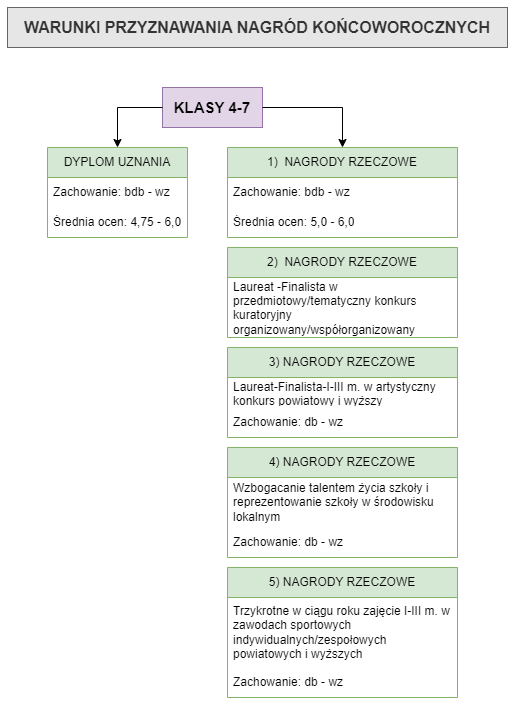 WARUNKI PRZYZNAWANIA NAGRÓD KOŃCOWOROCZNYCH
KLASY 4-7
DYPLOM UZNANIA
Zachowanie: bdb - wz
Średnia ocen: 4,75 - 6,0
1) NAGRODY RZECZOWE
Zachowanie: bdb - wz
Średnia ocen: 5,0 - 6,0
2) NAGRODY RZECZOWE
Laureat -Finalista w
przedmiotowy/tematyczny konkurs
kuratoryjny
organizowany/współorganizowany
3) NAGRODY RZECZOWE
Laureat-Finalista-I-III m. w artystyczny
konkurs powiatowy i wyższy
Zachowanie: db - wz
4) NAGRODY RZECZOWE
Wzbogacanie talentem życia szkoły i
reprezentowanie szkoły w środowisku
lokalnym
Zachowanie: db - wz
5) NAGRODY RZECZOWE
Trzykrotne w ciągu roku zajęcie I-III m. w
zawodach sportowych
indywidualnych/zespołowych
powiatowych i wyższych
Zachowanie: db - wz